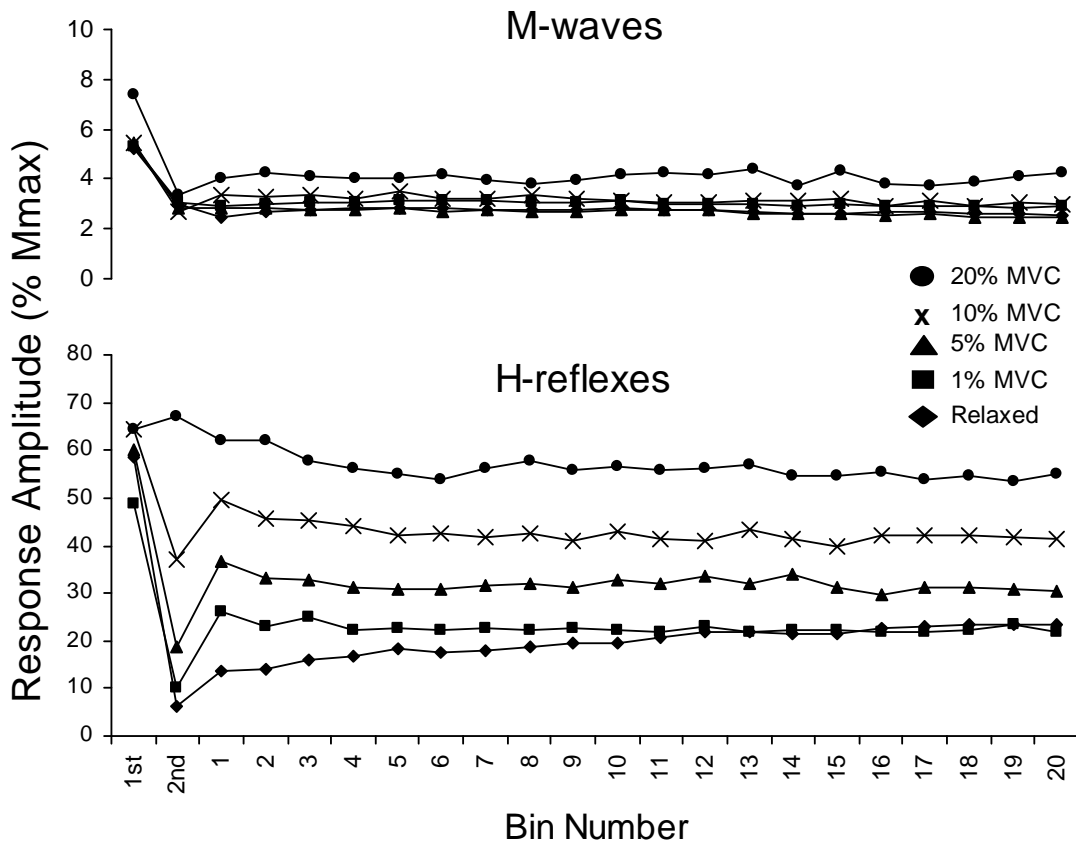 M-waves
10
8
6
4
2
0
20% MVC
x 10% MVC
5% MVC
1% MVC
Relaxed
Response Amplitude (% Mmax)
H-reflexes
80
70
60
50
40
30
20
10
0
1st 2nd 1 2 3 4 5 6 7 8 9 10 11 12 13 14 15 16 17 18 19 20
Bin Number